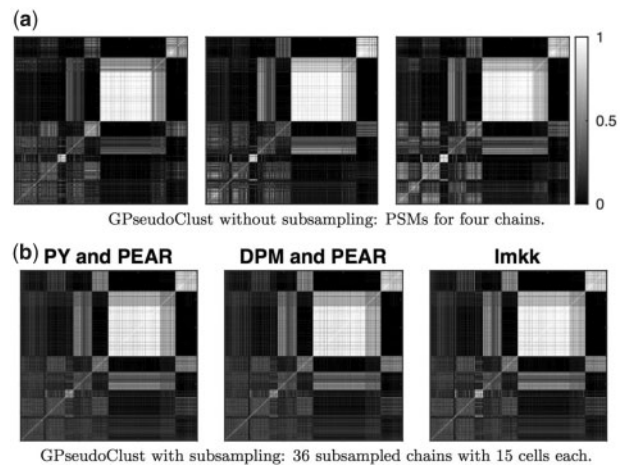 (a)
1
0.5
0
GPseudoClust without subsampling: PSMs for four chains.
(b)
PY and PEAR
DPM and PEAR
lmkk
GPseudoClust with subsampling: 36 subsampled chains with 15 cells each.